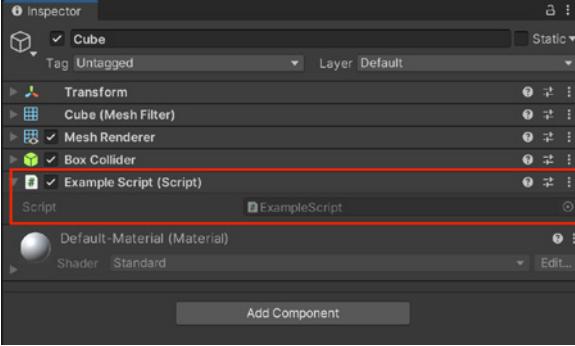 Inspector
Cube Static
Tag Untagged Layer Default
Transform
Cube (Mesh Filter)
Mesh Renderer
Box Collider
# Example Script (Script)
Script # ExampleScript
Default-Material (Material)
Shader Standard Edit...
Add Component